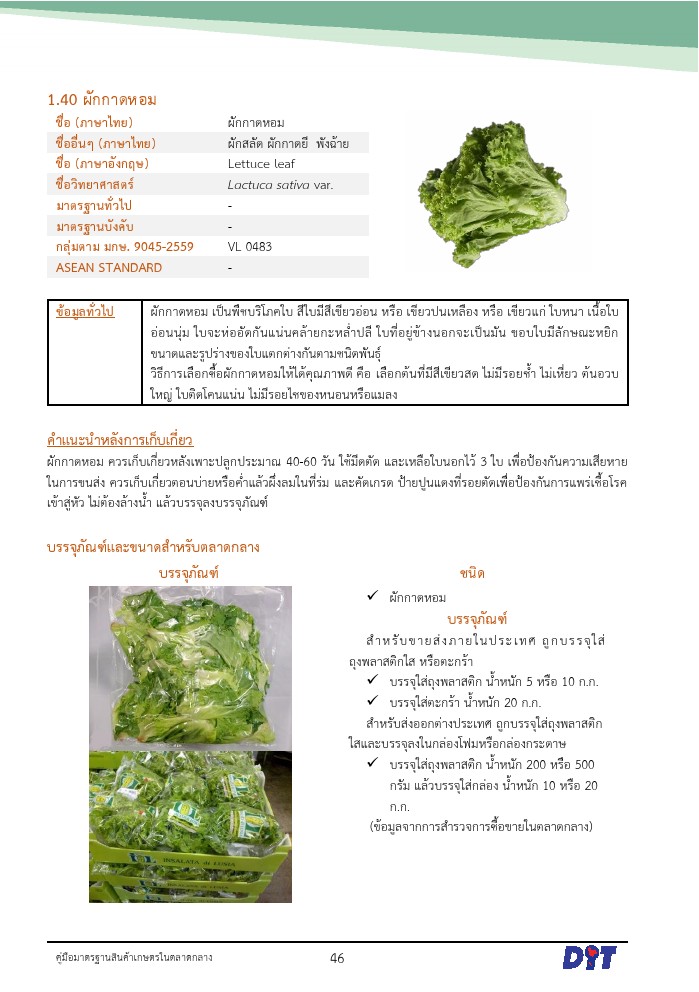 1.40 ผักกาดหอม
ชื่อ (ภาษาไทย) ผักกาดหอม
ชื่ออื่นๆ (ภาษาไทย) ผักสลัด ผักกาดยี พังฉ้าย
ชื่อ (ภาษาอังกฤษ) Lettuce leaf
ชื่อวิทยาศาสตร์ Lactuca sativa var.
มาตรฐานทั่วไป -
มาตรฐานบังคับ -
กลุ่มตาม มกษ. 9045-2559 VL 0483
ASEAN STANDARD -
ข้อมูลทั่วไป ผักกาดหอม เป็นพืชบริโภคใบ สีใบมีสีเขียวอ่อน หรือ เขียวปนเหลือง หรือ เขียวแก่ ใบหนา เนื้อใบ
อ่อนนุ่ม ใบจะห่ออัดกันแน่นคล้ายกะหล่ำปลี ใบที่อยู่ข้างนอกจะเป็นมัน ขอบใบมีลักษณะหยิก
ขนาดและรูปร่างของใบแตกต่างกันตามชนิดพันธุ์
วิธีการเลือกซื้อผักกาดหอมให้ได้คุณภาพดี คือ เลือกต้นที่มีสีเขียวสด ไม่มีรอยช้ำ ไม่เหี่ยว ต้นอวบ
ใหญ่ ใบติดโคนแน่น ไม่มีรอยไชของหนอนหรือแมลง
คำแนะนำหลังการเก็บเกี่ยว
ผักกาดหอม ควรเก็บเกี่ยวหลังเพาะปลูกประมาณ 40-60 วัน ใช้มีดตัด และเหลือใบนอกไว้ 3 ใบ เพื่อป้องกันความเสียหาย
ในการขนส่ง ควรเก็บเกี่ยวตอนบ่ายหรือค่ำแล้วผึ่งลมในที่ร่ม และคัดเกรด ป้ายปูนแดงที่รอยตัดเพื่อป้องกันการแพร่เชื้อโรค
เข้าสู่หัว ไม่ต้องล้างน้ำ แล้วบรรจุลงบรรจุภัณฑ์
บรรจุภัณฑ์และขนาดสำหรับตลาดกลาง
บรรจุภัณฑ์
INSALATA de LUSIA
ชนิด
✓ ผักกาดหอม
บรรจุภัณฑ์
สำหรับขายส่งภายในประเทศ ถูกบรรจุใส่
ถุงพลาสติกใส หรือตะกร้า
✓ บรรจุใส่ถุงพลาสติก น้ำหนัก 5 หรือ 10 ก.ก.
✓ บรรจุใส่ตะกร้า น้ำหนัก 20 ก.ก.
สำหรับส่งออกต่างประเทศ ถูกบรรจุใส่ถุงพลาสติก
ใสและบรรจุลงในกล่องโฟมหรือกล่องกระดาษ
✓ บรรจุใส่ถุงพลาสติก น้ำหนัก 200 หรือ 500
กรัม แล้วบรรจุใส่กล่อง น้ำหนัก 10 หรือ 20
ก.ก.
(ข้อมูลจากการสำรวจการซื้อขายในตลาดกลาง)
คู่มือมาตรฐานสินค้าเกษตรในตลาดกลาง 46 DIT